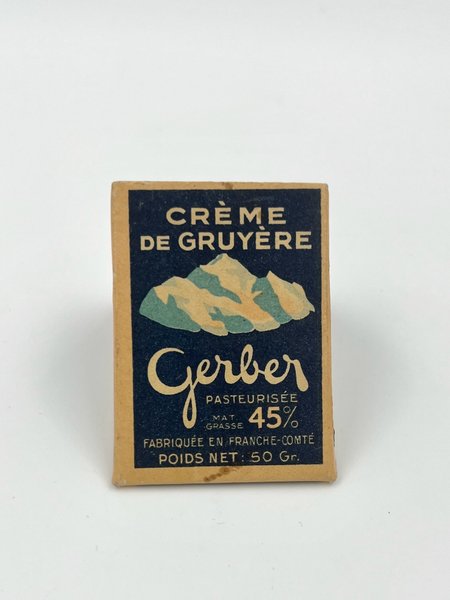 CRÈME
DE GRUYÈRE
Gerber
PASTEURISÉE
MAT.
GRASSE 45%
FABRIQUÉE EN FRANCHE-COMTÉ
POIDS NET: 50 Gr.